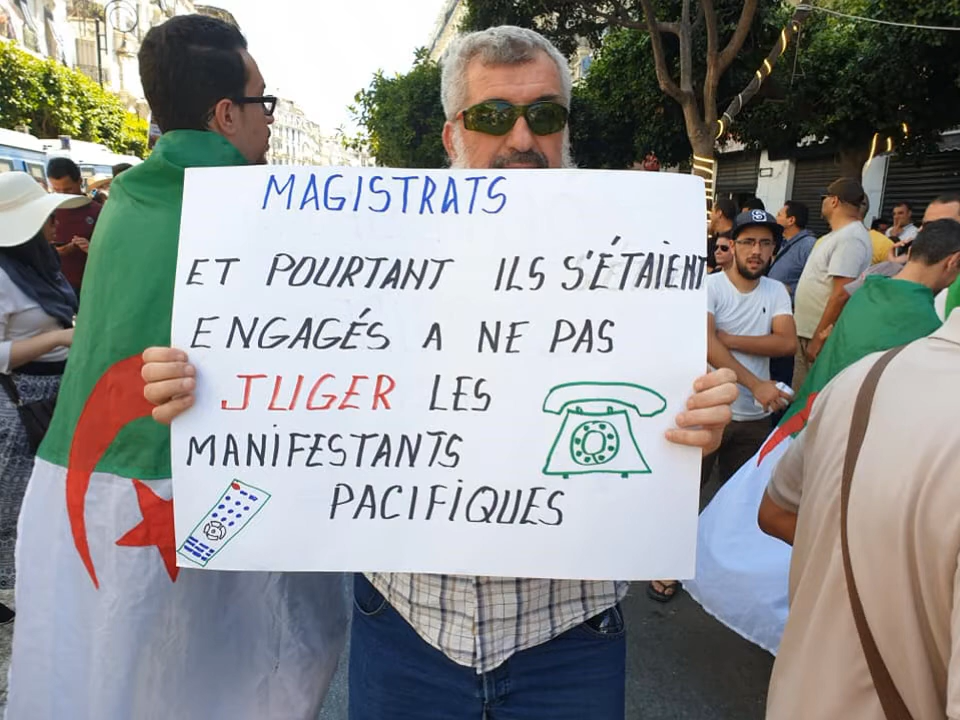 MAGISTRATS
ET POURTANT ILS S'ÉTAIENT
ENGAGÉS A NE PAS
JUGER LES
MANIFESTANTS
PACIFIQUES